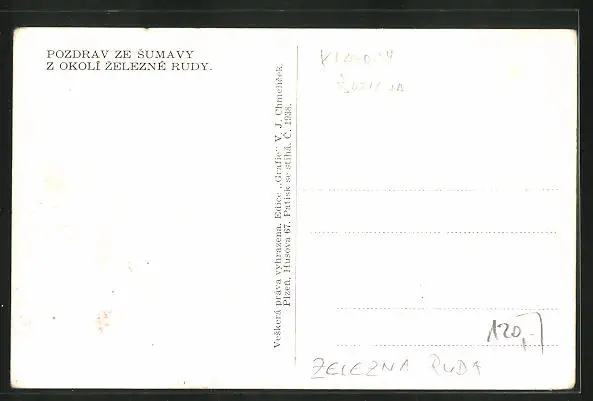 POZDRAV ZE ŠUMAVY
Z OKOLÍ ŽELEZNÉ RUDY.
Veškerá práva vyhrazena. Edice „Grafie“ V. J. Chmelíček,
Plzeň, Husova 67. Patisk se stíhá. Č. 1938.
120,-
ZELEZNA RUDA